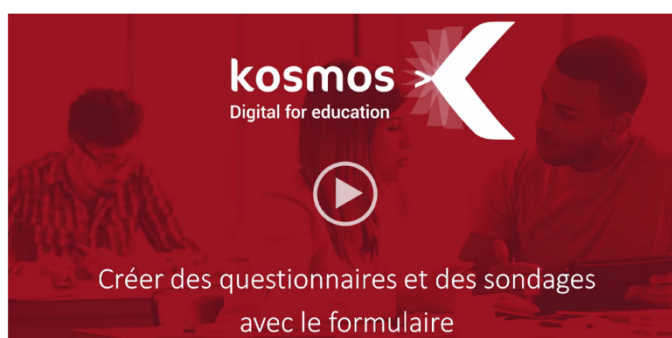 kosmos
Digital for education
Créer des questionnaires et des sondages
avec le formulaire